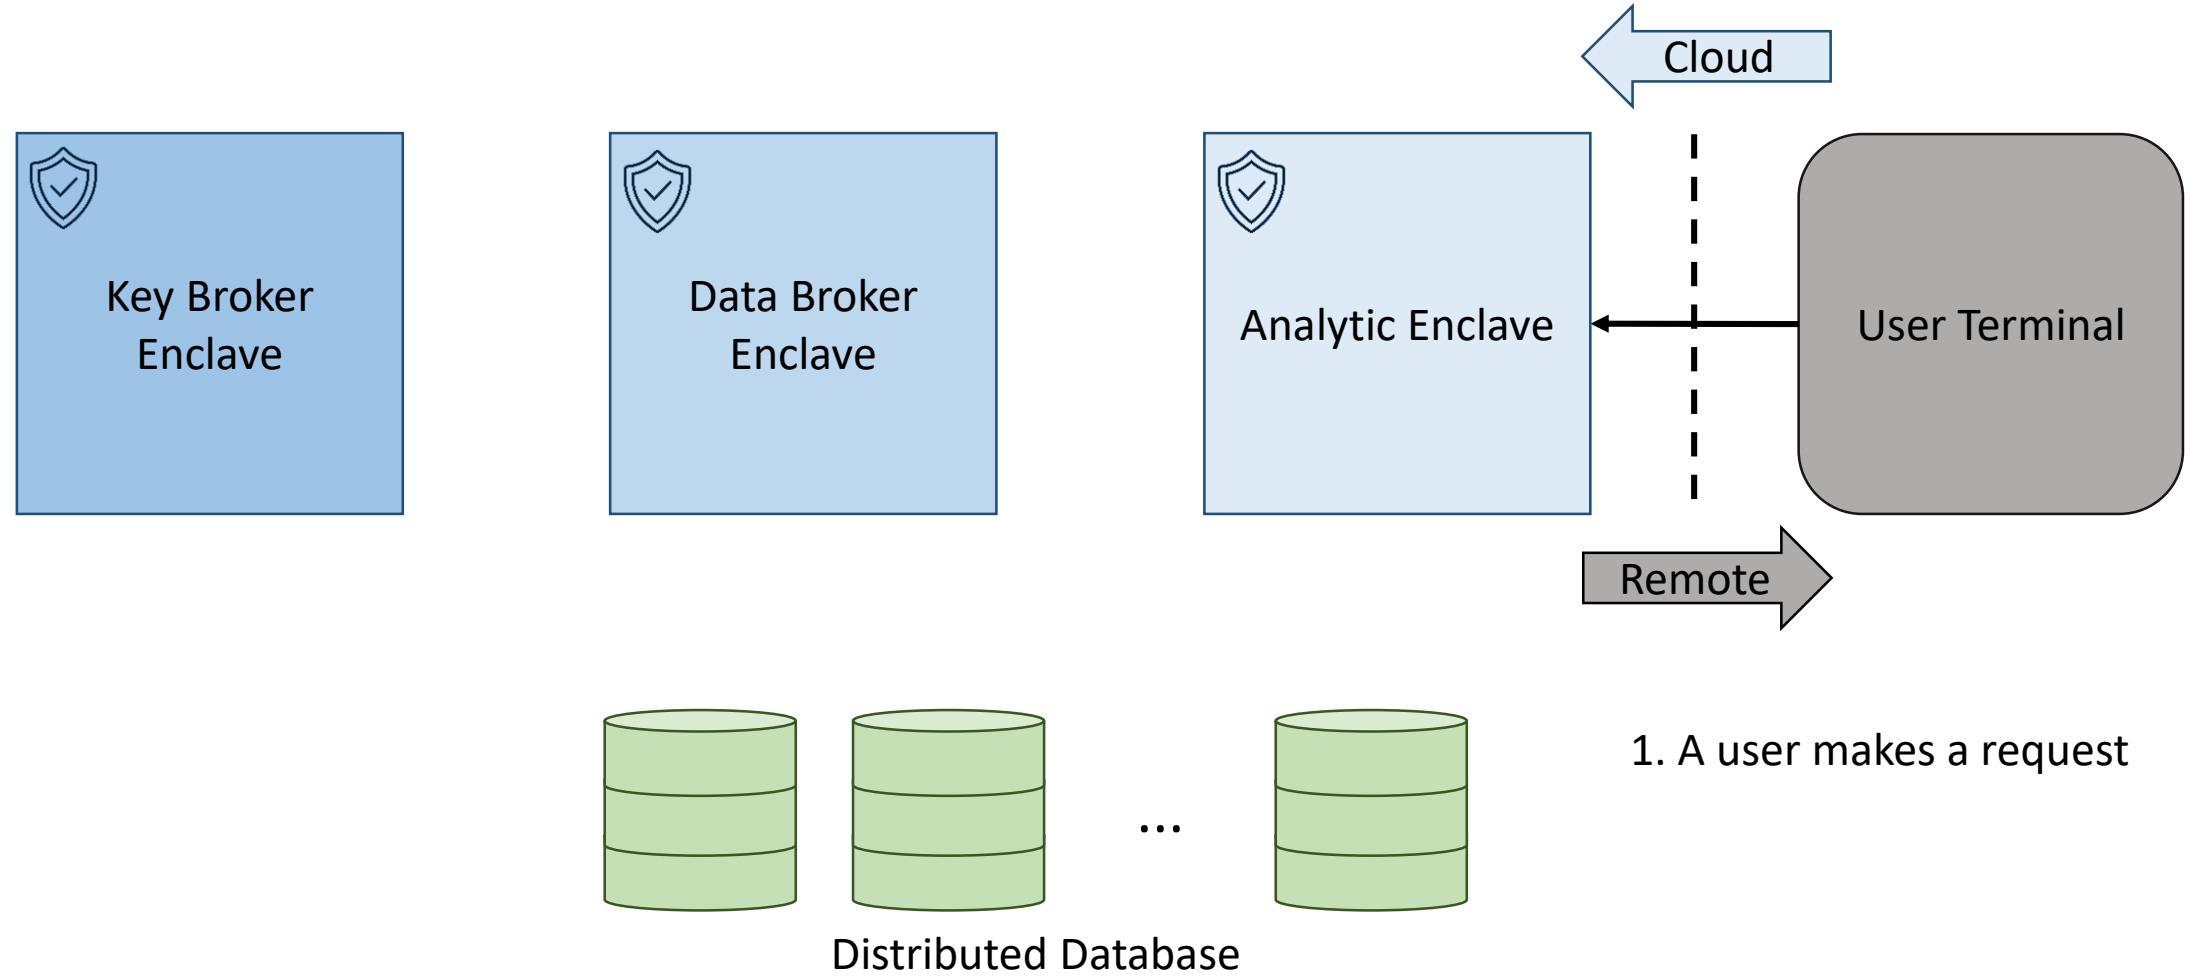 Cloud
Key Broker
Enclave
Data Broker
Enclave
Analytic Enclave
User Terminal
Remote
1. A user makes a request
...
Distributed Database